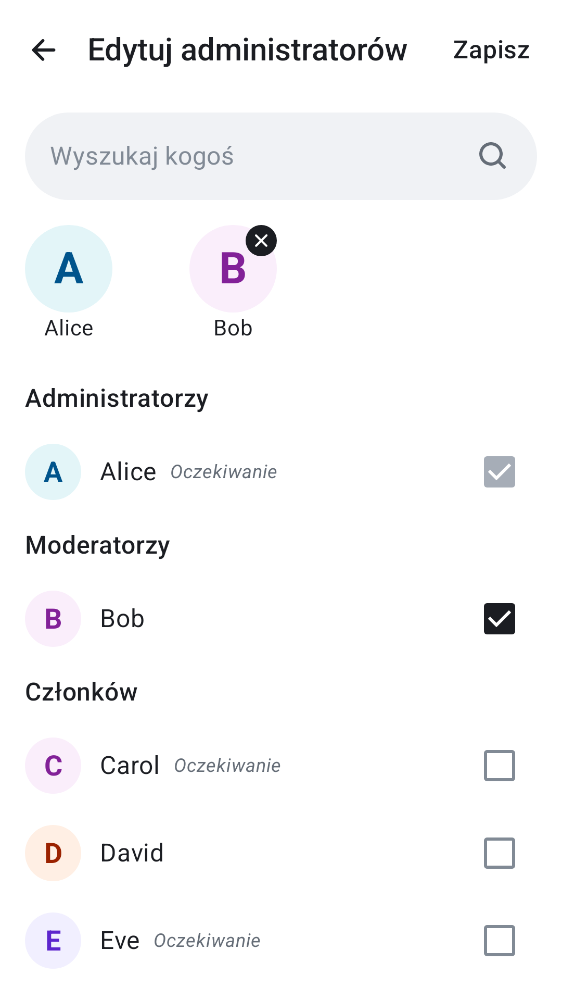 Edytuj administratorów Zapisz
Wyszukaj kogoś
A B
Alice Bob
Administratorzy
A Alice Oczekiwanie
Moderatorzy
B Bob
Członków
C Carol Oczekiwanie
D David
E Eve Oczekiwanie